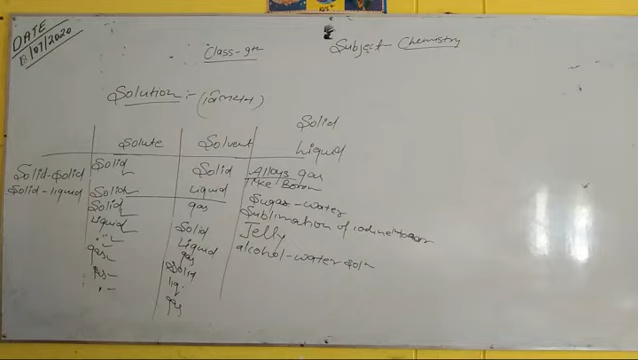 DATE
13/07/2020
Class-9th
Subject- Chemistry
Solution:-
Solid
Liquid
gas
Solute Solvent
Solid-Solid Solid Solid Alloys
Solid-liquid Solid Liquid Sugar-water
Solid gas Sublimation of iodine
Liquid Solid Jelly
Liquid alcohol-water Soln
gas
gas Solid
liq.
gas